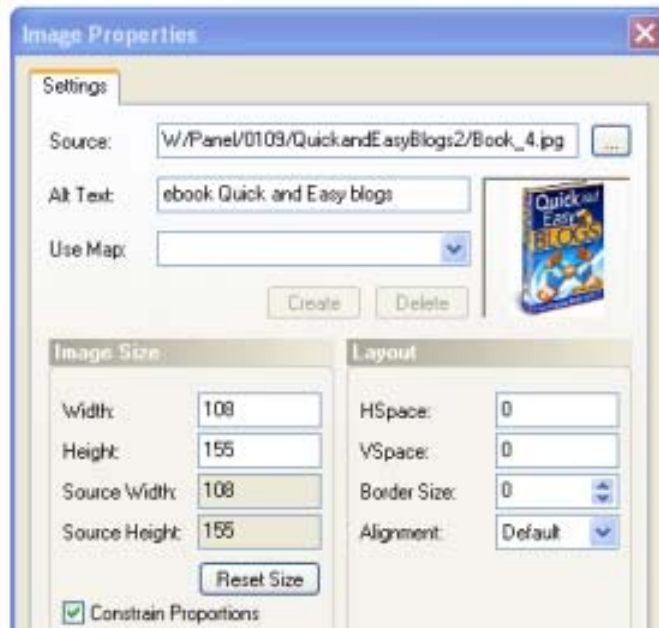 Image Properties
Settings
Source: W/Panel/0109/QuickandEasyBlogs2/Book_4.jpg ...
Alt Text: ebook Quick and Easy blogs
Quick and
Easy
BLOGS
Use Map:
Create Delete
Image Size
Width: 108
Height: 155
Source Width: 108
Source Height: 155
Reset Size
Constrain Proportions
Layout
HSpace: 0
VSpace: 0
Border Size: 0
Alignment: Default